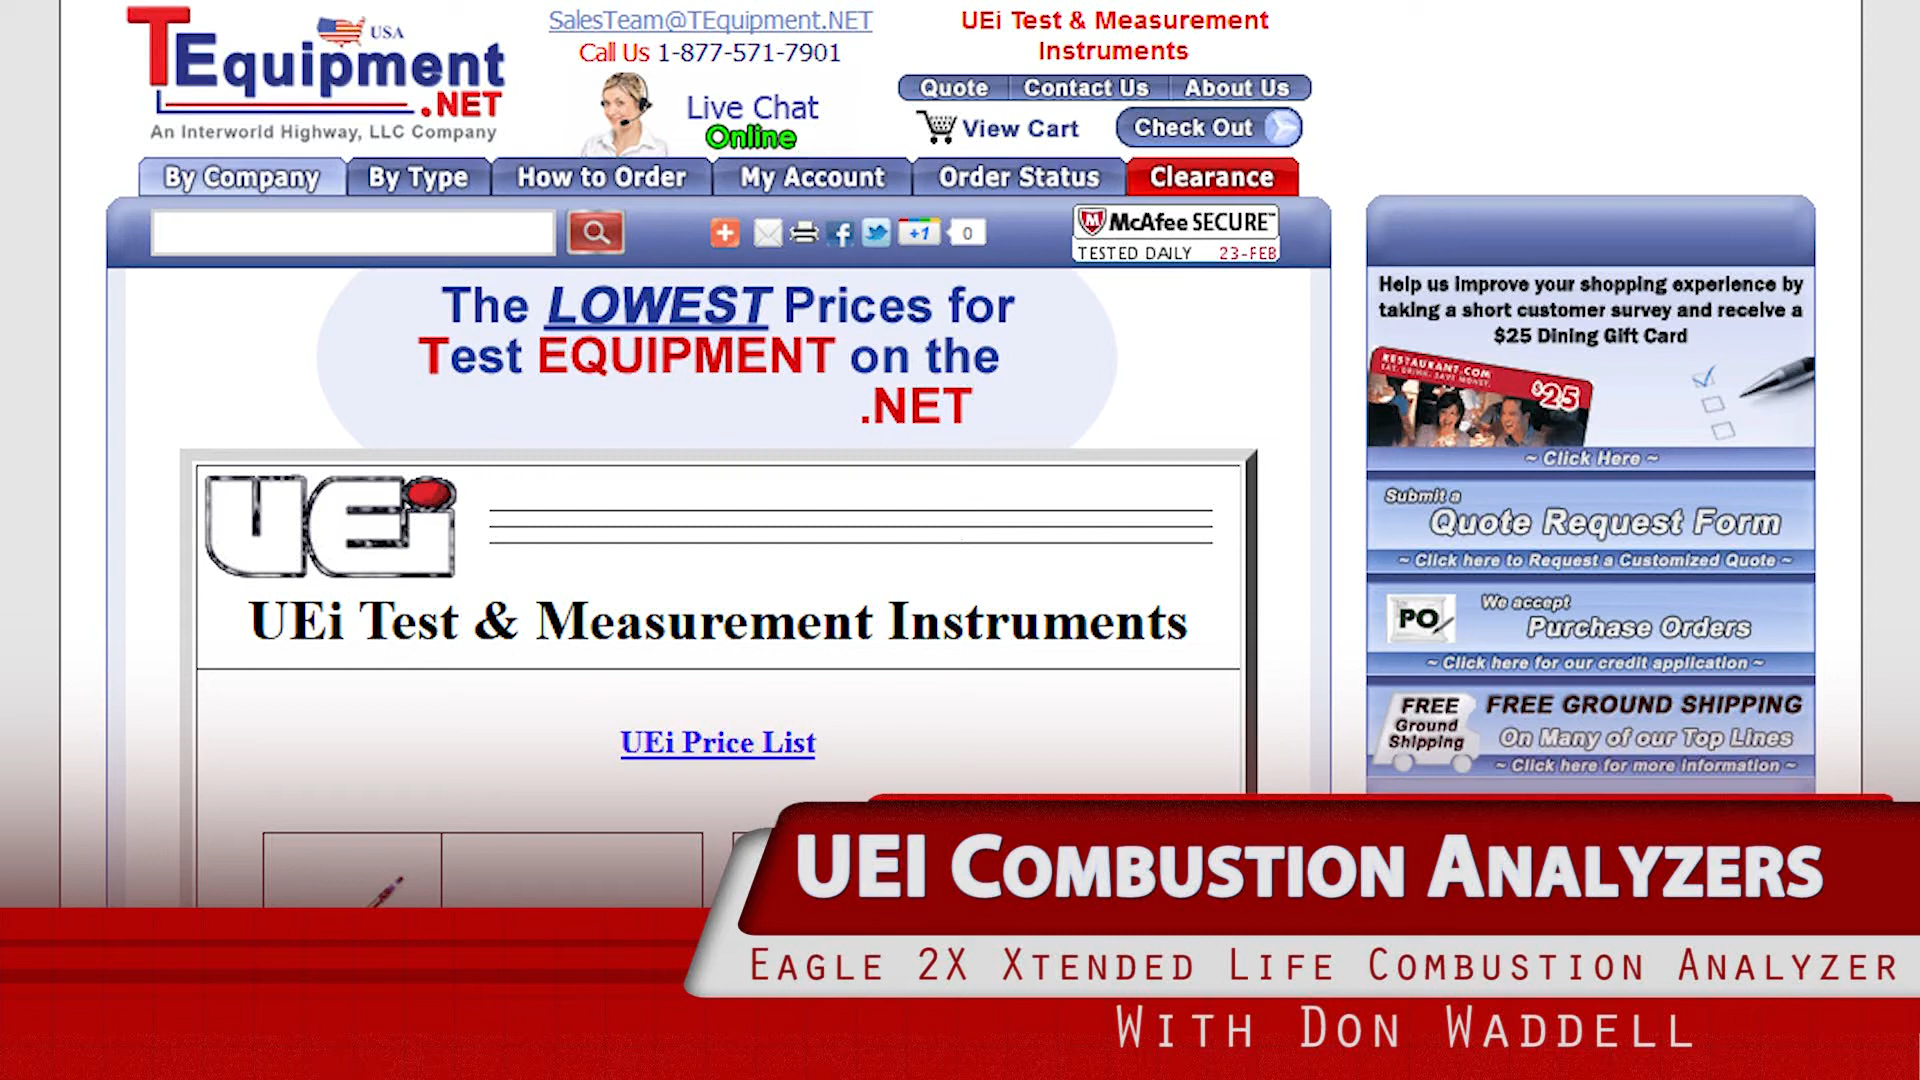 TEquipment
USA
.NET
An Interworld Highway, LLC Company
SalesTeam@TEquipment.NET
Call Us 1-877-571-7901
Live Chat
Online
UEi Test & Measurement
Instruments
Quote
Contact Us
About Us
View Cart
Check Out
By Company
By Type
How to Order
My Account
Order Status
Clearance
+1
0
McAfee SECURE™
TESTED DAILY 23-FEB
The LOWEST Prices for
Test EQUIPMENT on the
.NET
Help us improve your shopping experience by
taking a short customer survey and receive a
$25 Dining Gift Card
RESTAURANT.COM
EAT. DRINK. SAVE MONEY.
$25
~ Click Here ~
Submit a
Quote Request Form
~ Click here to Request a Customized Quote ~
PO
We accept
Purchase Orders
~ Click here for our credit application ~
FREE
Ground
Shipping
FREE GROUND SHIPPING
On Many of our Top Lines
~ Click here for more information ~
UEi
UEi Test & Measurement Instruments
UEi Price List
UEI COMBUSTION ANALYZERS
EAGLE 2X XTENDED LIFE COMBUSTION ANALYZER
WITH DON WADDELL